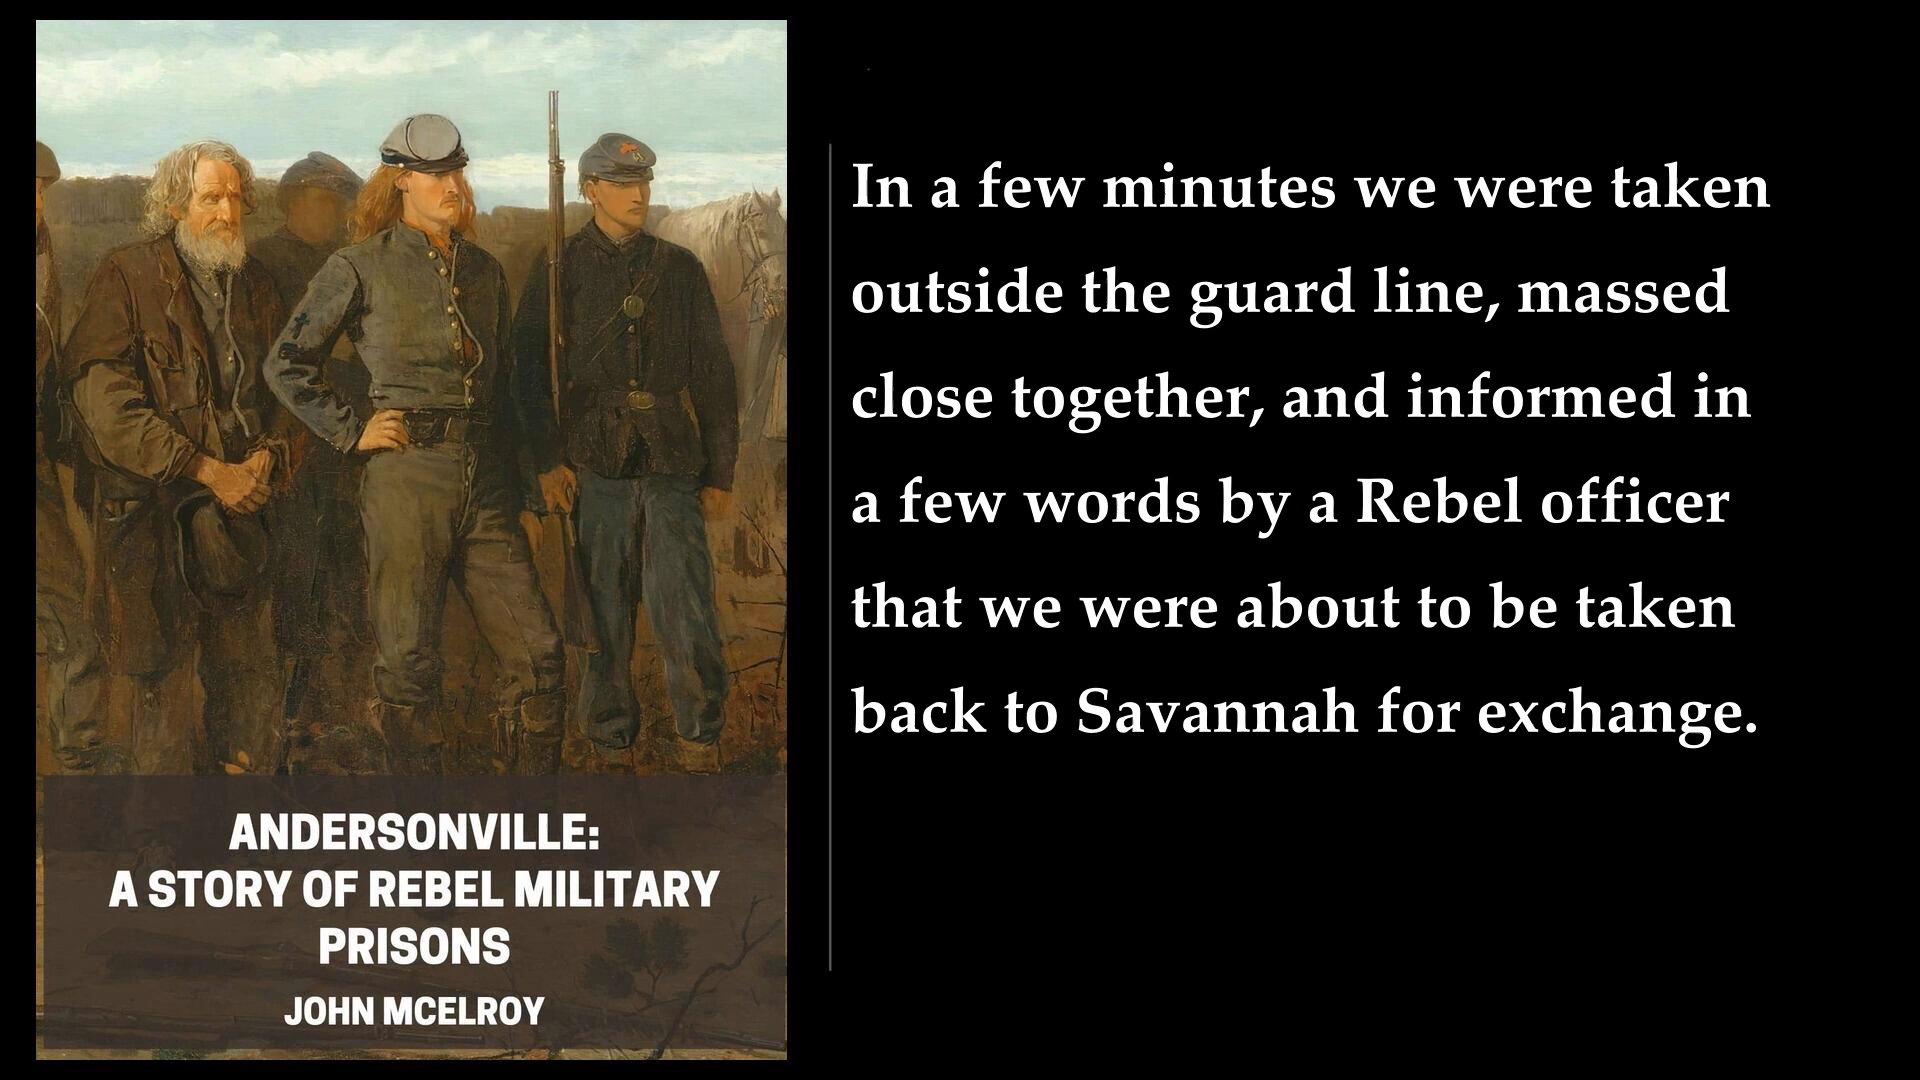 In a few minutes we were taken
outside the guard line, massed
close together, and informed in
a few words by a Rebel officer
that we were about to be taken
back to Savannah for exchange.
ANDERSONVILLE:
A STORY OF REBEL MILITARY
PRISONS
JOHN MCELROY